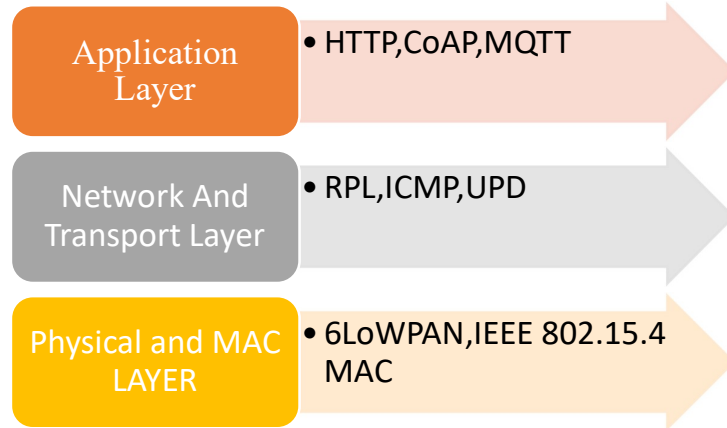 Application
Layer
• HTTP,CoAP,MQTT
Network And
Transport Layer
• RPL,ICMP,UPD
Physical and MAC
LAYER
• 6LoWPAN,IEEE 802.15.4
MAC